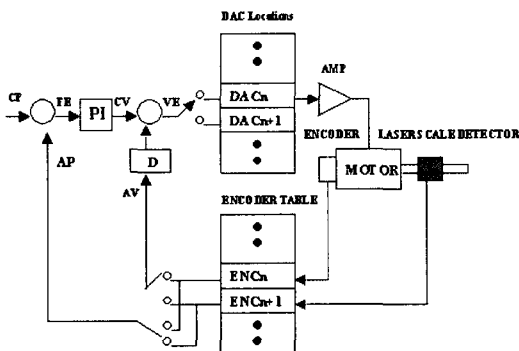 DAC Locations
AMP
CP
PE
PI
CV
VE
DACn
DACn+1
ENCODER
LASERSCALE DETECTOR
MOTOR
D
AP
AV
ENCODER TABLE
ENCn
ENCn+1